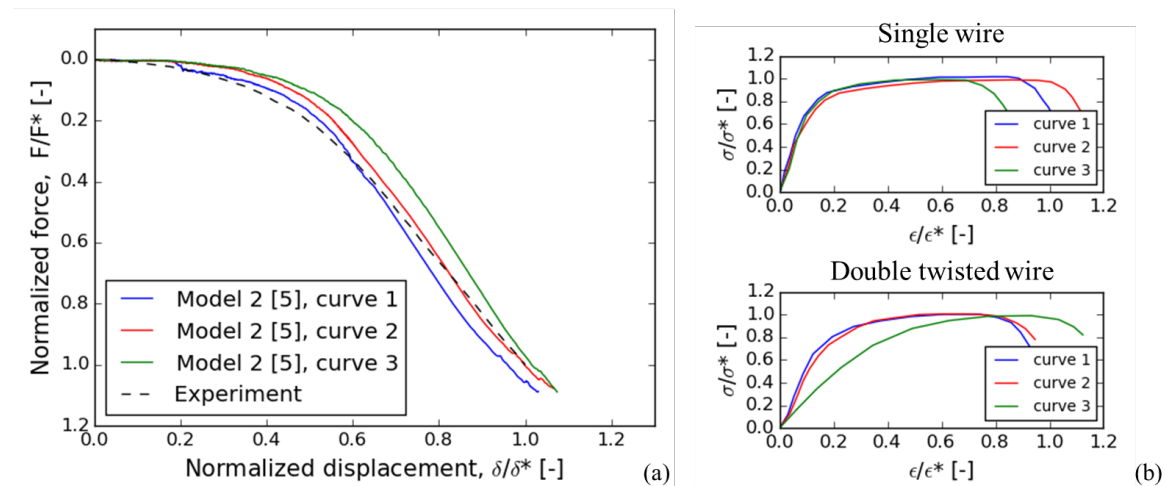 0.0
0.2
0.4
0.6
0.8
1.0
1.2
Normalized force, F/F* [-]
Model 2 [5], curve 1
Model 2 [5], curve 2
Model 2 [5], curve 3
Experiment
0.0 0.2 0.4 0.6 0.8 1.0 1.2
Normalized displacement, δ/δ* [-]
(a)
Single wire
1.2
1.0
0.8
0.6
0.4
0.2
0.0
σ/σ* [-]
curve 1
curve 2
curve 3
0.0 0.2 0.4 0.6 0.8 1.0 1.2
ϵ/ϵ* [-]
Double twisted wire
1.2
1.0
0.8
0.6
0.4
0.2
0.0
σ/σ* [-]
curve 1
curve 2
curve 3
0.0 0.2 0.4 0.6 0.8 1.0 1.2
ϵ/ϵ* [-]
(b)